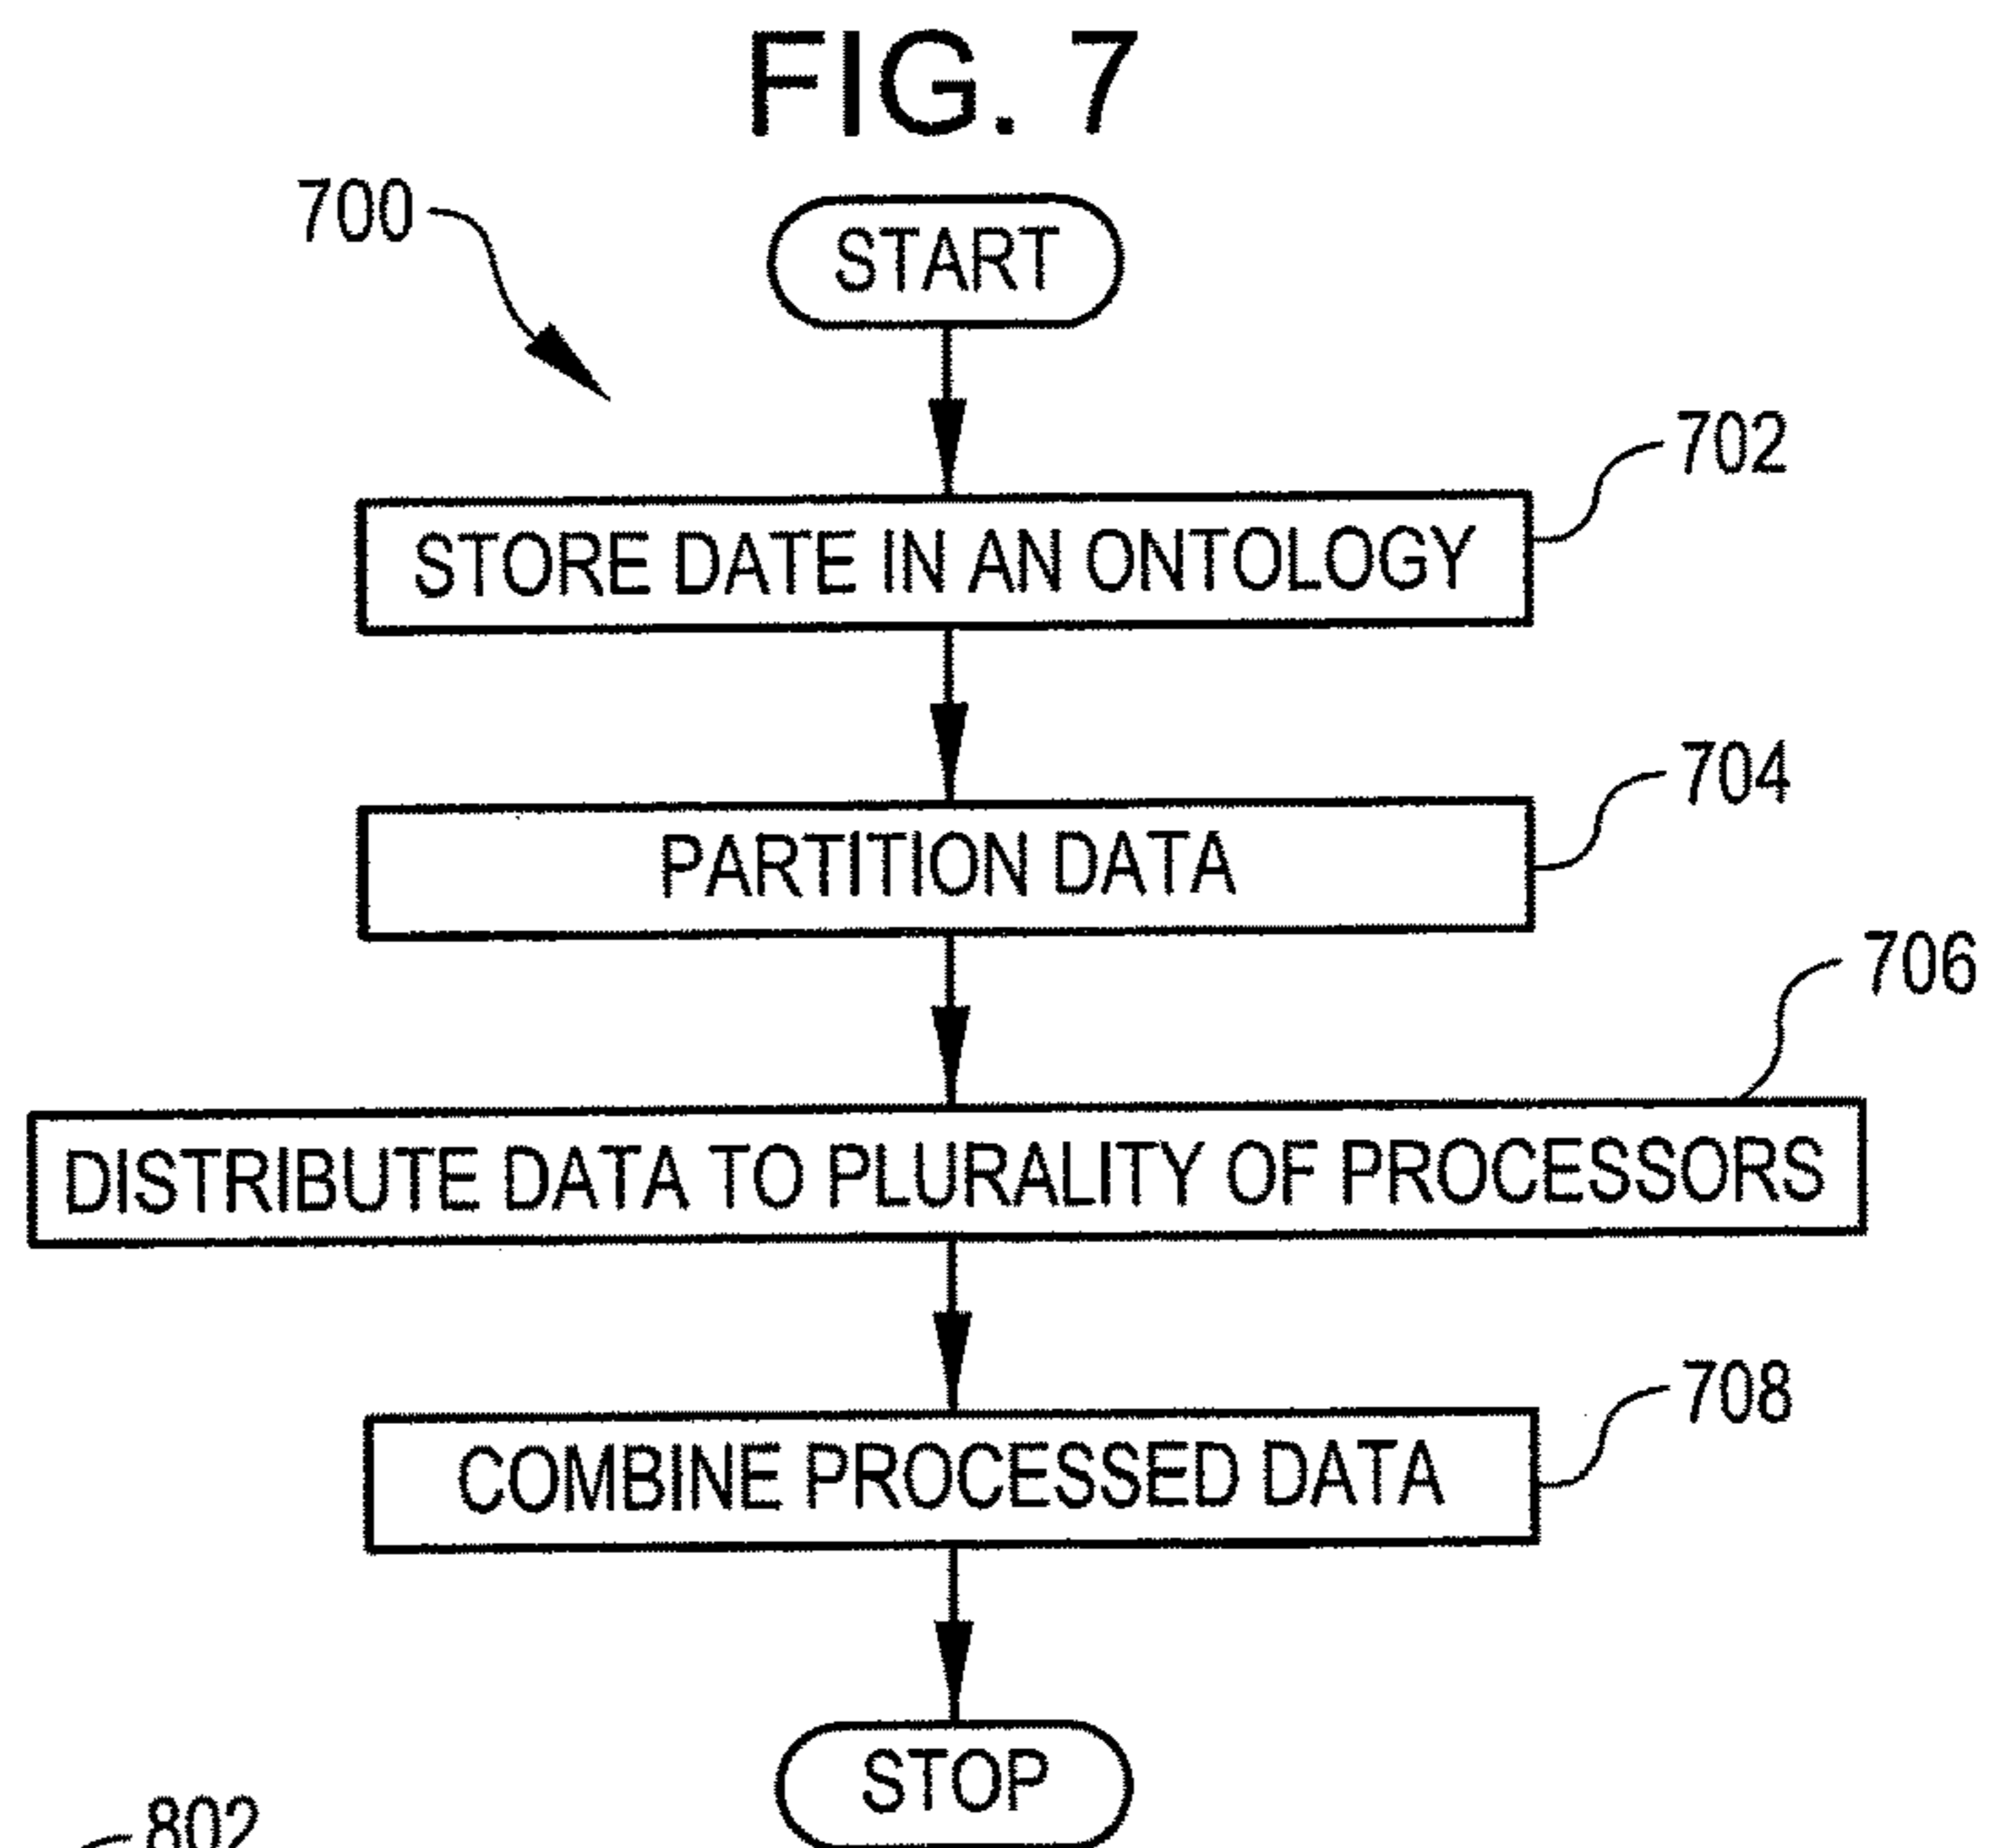 FIG. 7
700
START
702
STORE DATE IN AN ONTOLOGY
704
PARTITION DATA
706
DISTRIBUTE DATA TO PLURALITY OF PROCESSORS
708
COMBINE PROCESSED DATA
STOP
802